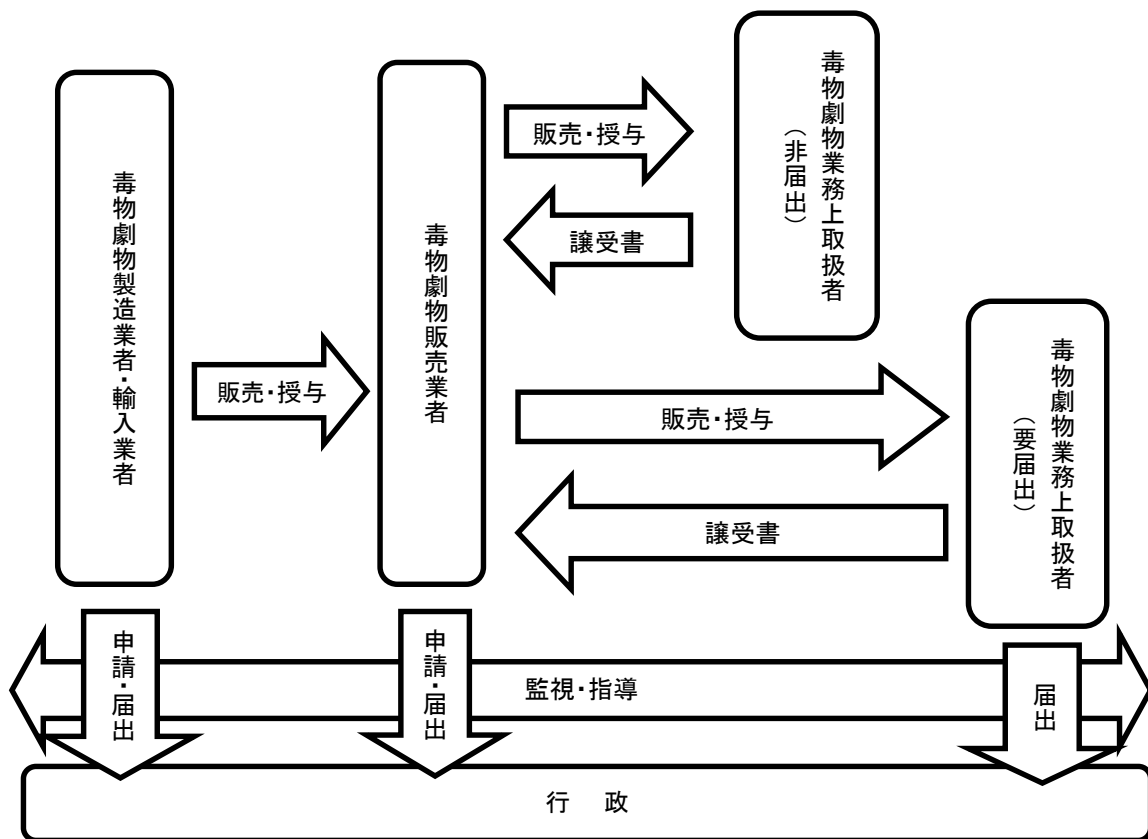 毒物劇物製造業者・輸入業者
販売・授与
毒物劇物販売業者
販売・授与
譲受書
毒物劇物業務上取扱者
（非届出）
販売・授与
譲受書
毒物劇物業務上取扱者
（要届出）
申請・届出
申請・届出
監視・指導
届出
行　政